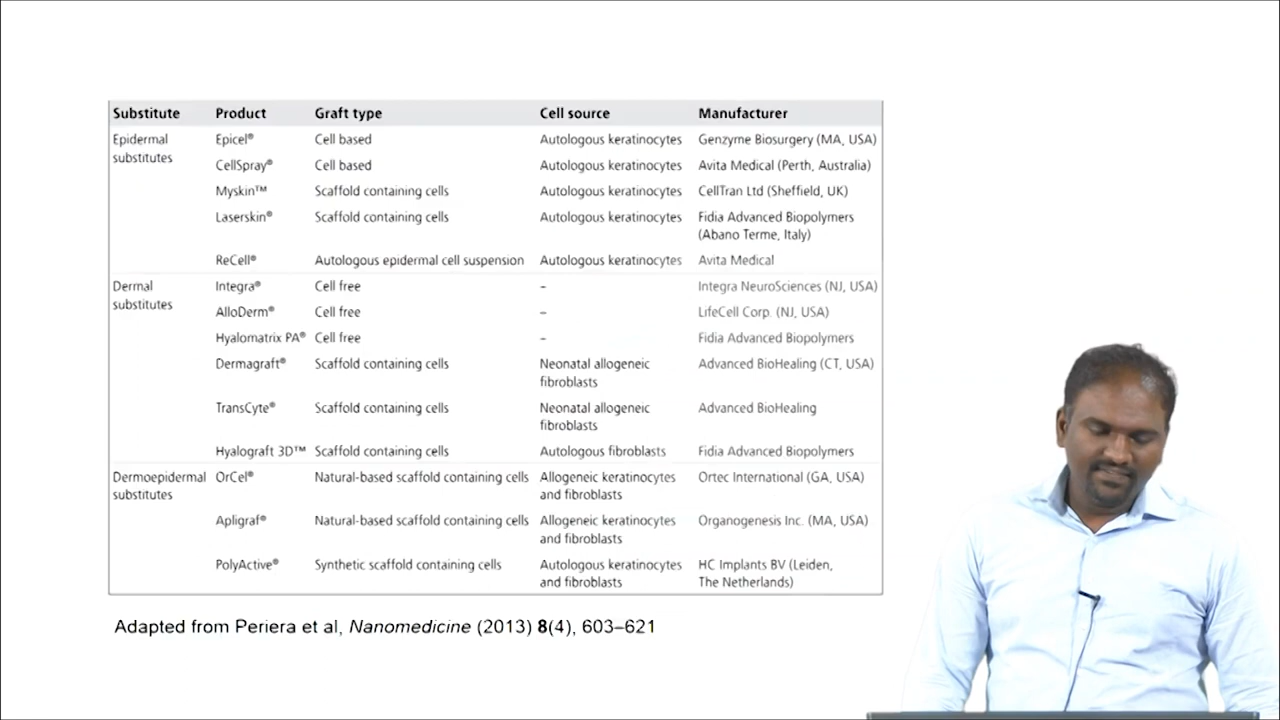 Substitute Product Graft type Cell source Manufacturer
Epidermal Epicel® Cell based Autologous keratinocytes Genzyme Biosurgery (MA, USA)
substitutes
CellSpray® Cell based Autologous keratinocytes Avita Medical (Perth, Australia)
Myskin™ Scaffold containing cells Autologous keratinocytes CellTran Ltd (Sheffield, UK)
Laserskin® Scaffold containing cells Autologous keratinocytes Fidia Advanced Biopolymers
(Abano Terme, Italy)
ReCell® Autologous epidermal cell suspension Autologous keratinocytes Avita Medical
Dermal Integra® Cell free – Integra NeuroSciences (NJ, USA)
substitutes
AlloDerm® Cell free – LifeCell Corp. (NJ, USA)
Hyalomatrix PA® Cell free – Fidia Advanced Biopolymers
Dermagraft® Scaffold containing cells Neonatal allogeneic Advanced BioHealing (CT, USA)
fibroblasts
TransCyte® Scaffold containing cells Neonatal allogeneic Advanced BioHealing
fibroblasts
Hyalograft 3D™ Scaffold containing cells Autologous fibroblasts Fidia Advanced Biopolymers
Dermoepidermal OrCel® Natural-based scaffold containing cells Allogeneic keratinocytes Ortec International (GA, USA)
substitutes and fibroblasts
Apligraf® Natural-based scaffold containing cells Allogeneic keratinocytes Organogenesis Inc. (MA, USA)
and fibroblasts
PolyActive® Synthetic scaffold containing cells Autologous keratinocytes HC Implants BV (Leiden,
and fibroblasts The Netherlands)
Adapted from Periera et al, Nanomedicine (2013) 8(4), 603–621